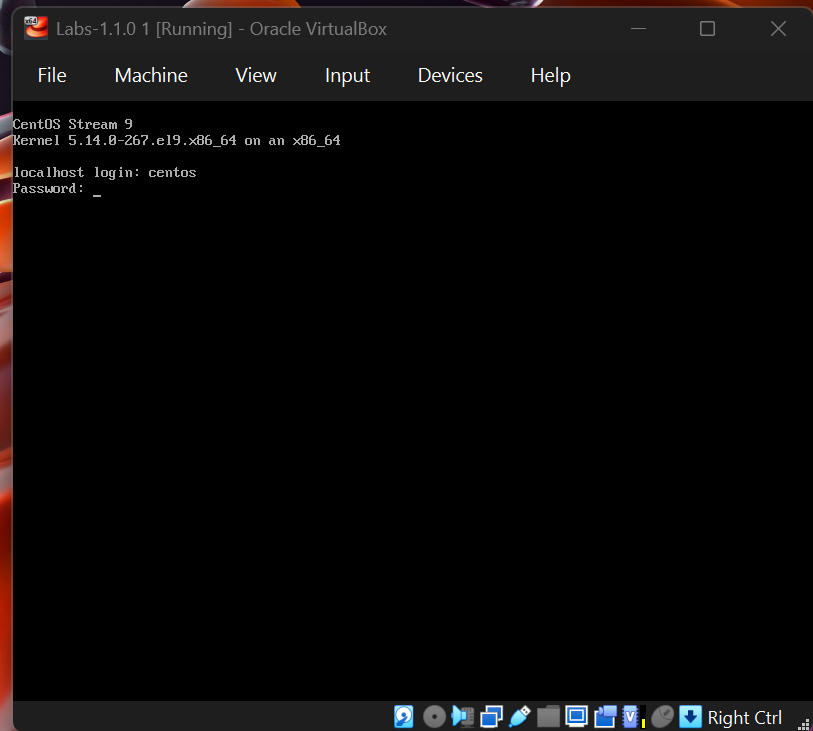 Labs-1.1.0 1 [Running] - Oracle VirtualBox
File Machine View Input Devices Help
CentOS Stream 9
Kernel 5.14.0-267.el9.x86_64 on an x86_64
localhost login: centos
Password: _
Right Ctrl